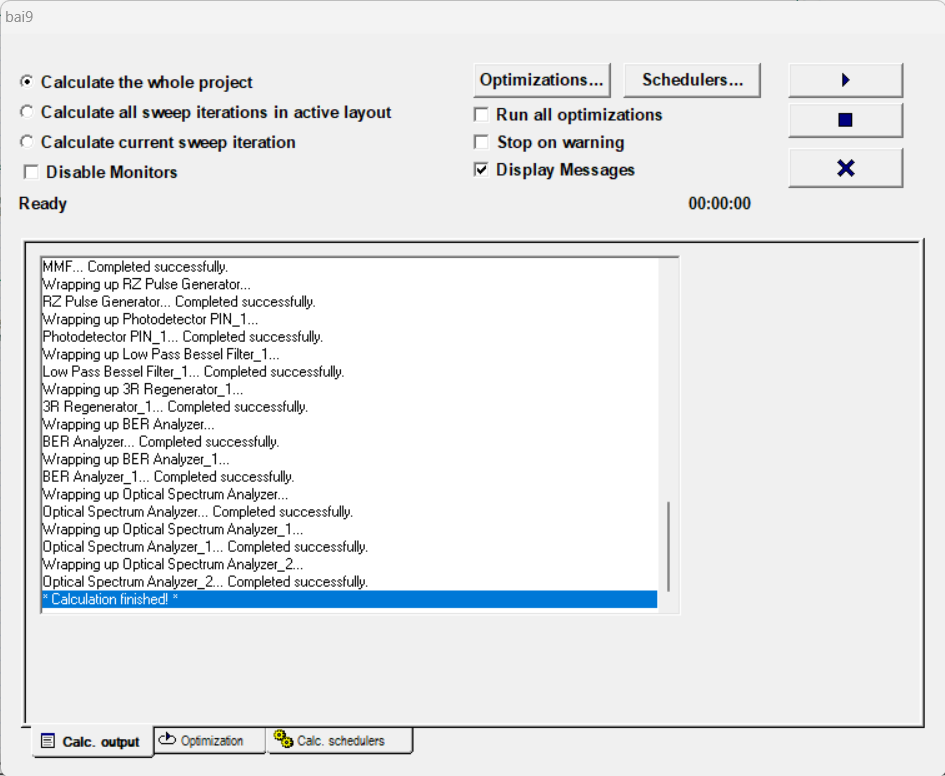 bai9
Calculate the whole project
Calculate all sweep iterations in active layout
Calculate current sweep iteration
Disable Monitors
Ready
Optimizations...
Schedulers...
Run all optimizations
Stop on warning
Display Messages
00:00:00
MMF... Completed successfully.
Wrapping up RZ Pulse Generator...
RZ Pulse Generator... Completed successfully.
Wrapping up Photodetector PIN_1...
Photodetector PIN_1... Completed successfully.
Wrapping up Low Pass Bessel Filter_1...
Low Pass Bessel Filter_1... Completed successfully.
Wrapping up 3R Regenerator_1...
3R Regenerator_1... Completed successfully.
Wrapping up BER Analyzer...
BER Analyzer... Completed successfully.
Wrapping up BER Analyzer_1...
BER Analyzer_1... Completed successfully.
Wrapping up Optical Spectrum Analyzer...
Optical Spectrum Analyzer... Completed successfully.
Wrapping up Optical Spectrum Analyzer_1...
Optical Spectrum Analyzer_1... Completed successfully.
Wrapping up Optical Spectrum Analyzer_2...
Optical Spectrum Analyzer_2... Completed successfully.
* Calculation finished! *
Calc. output
Optimization
Calc. schedulers